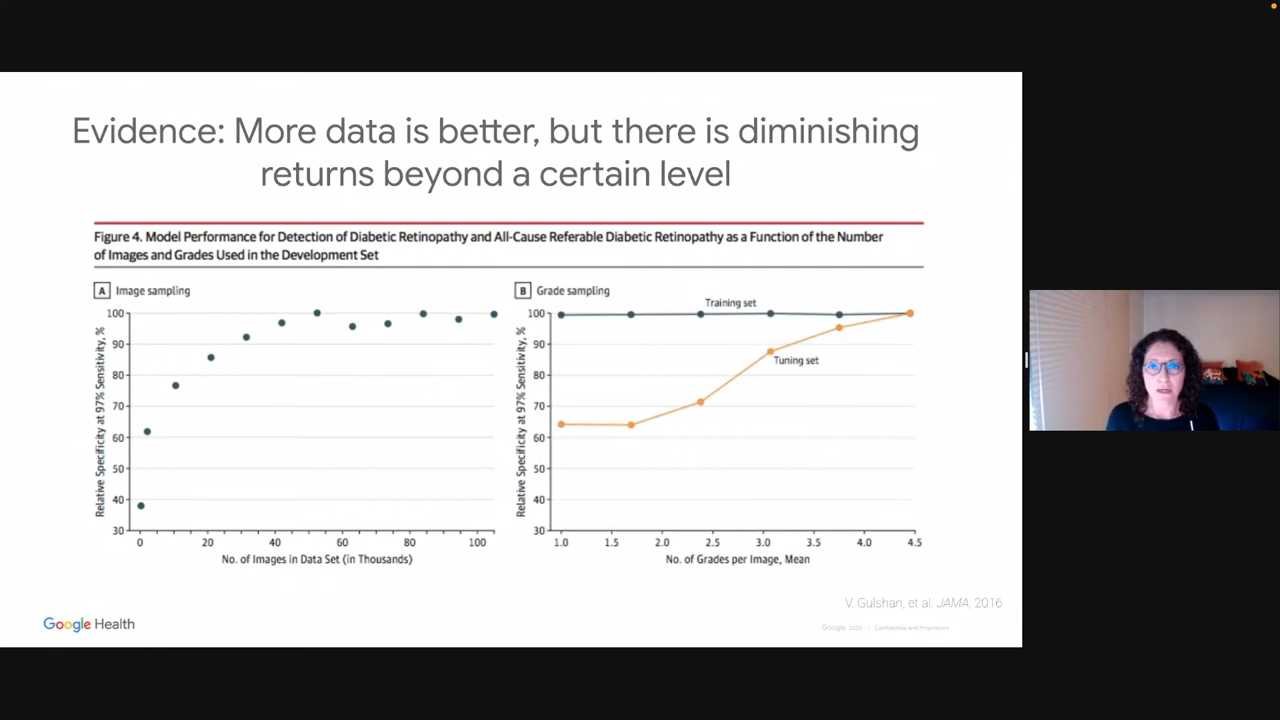 Evidence: More data is better, but there is diminishing
returns beyond a certain level
Figure 4. Model Performance for Detection of Diabetic Retinopathy and All-Cause Referable Diabetic Retinopathy as a Function of the Number
of Images and Grades Used in the Development Set
A Image sampling
Relative Specificity at 97% Sensitivity, %
100
90
80
70
60
50
40
30
0 20 40 60 80 100
No. of Images in Data Set (in Thousands)
B Grade sampling
Relative Specificity at 97% Sensitivity, %
100
90
80
70
60
50
40
30
Training set
Tuning set
1.0 1.5 2.0 2.5 3.0 3.5 4.0 4.5
No. of Grades per Image, Mean
V. Gulshan, et al. JAMA, 2016
Google Health
Google 2020 | Confidential and Proprietary